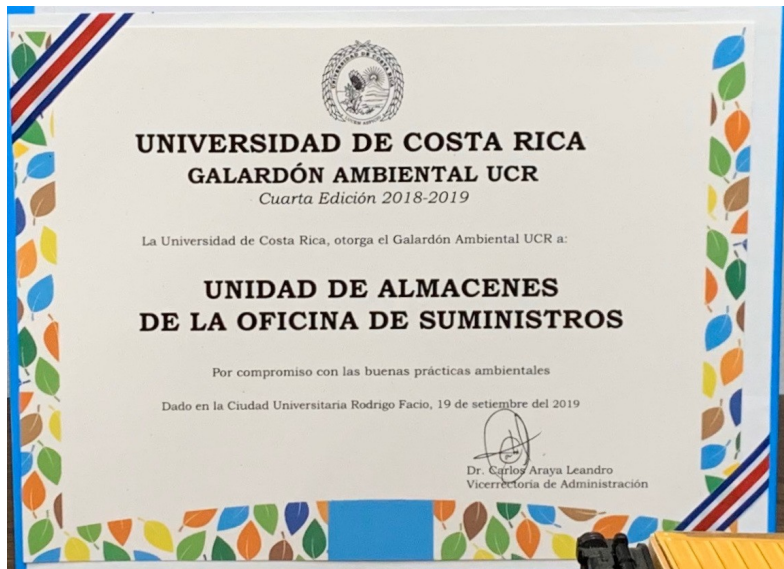 UNIVERSIDAD DE COSTA RICA
GALARDÓN AMBIENTAL UCR
Cuarta Edición 2018-2019
La Universidad de Costa Rica, otorga el Galardón Ambiental UCR a:
UNIDAD DE ALMACENES
DE LA OFICINA DE SUMINISTROS
Por compromiso con las buenas prácticas ambientales
Dado en la Ciudad Universitaria Rodrigo Facio, 19 de setiembre del 2019
Dr. Carlos Araya Leandro
Vicerrectoría de Administración